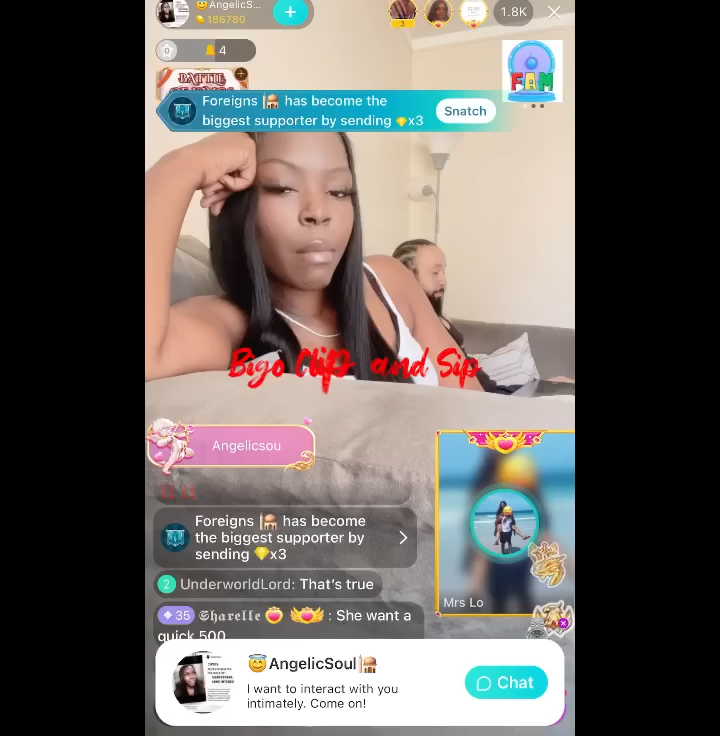 😇AngelicS...
186780
+
3
1.8K
0
4
BATTLE
FAM
Foreigns 🕌 has become the
biggest supporter by sending 💎x3
Snatch
Bigo Clip and Sip
Angelicsou
Foreigns 🕌 has become
the biggest supporter by
sending 💎x3
2 UnderworldLord: That's true
35 𝕾𝖍𝖆𝖗𝖊𝖑𝖑𝖊 : She want a
quick 500
Mrs Lo
😇AngelicSoul🕌
I want to interact with you
intimately. Come on!
Chat